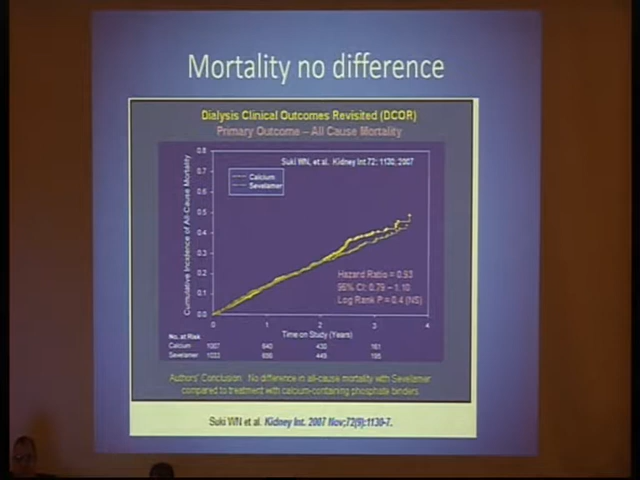 Mortality no difference
Dialysis Clinical Outcomes Revisited (DCOR)
Primary Outcome – All Cause Mortality
Suki WN, et al. Kidney Int 72: 1130, 2007
Calcium
Sevelamer
Cumulative Incidence of All-Cause Mortality
0.8
0.7
0.6
0.5
0.4
0.3
0.2
0.1
0.0
Hazard Ratio = 0.93
95% CI: 0.79 – 1.10
Log Rank P = 0.4 (NS)
0 1 2 3 4
Time on Study (Years)
No. at Risk
Calcium 640 430
Sevelamer 449
Authors' Conclusion: No difference in all-cause mortality with Sevelamer
compared to treatment with calcium-containing phosphate binders.
Suki WN et al. Kidney Int. 2007 Nov;72(9):1130-7.